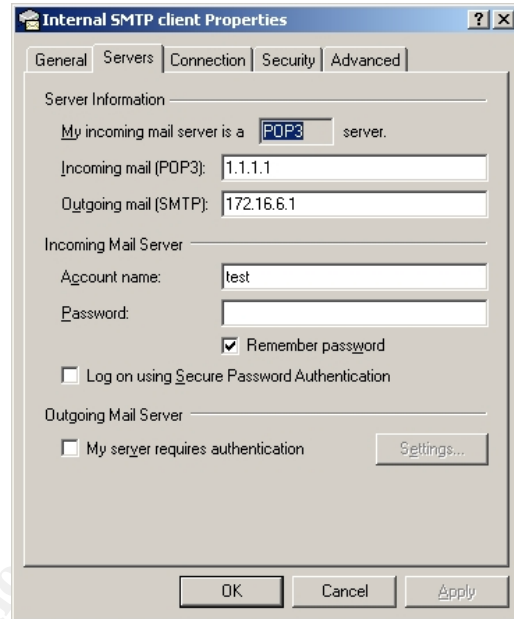 Internal SMTP client Properties
General Servers Connection Security Advanced
Server Information
My incoming mail server is a POP3 server.
Incoming mail (POP3): 1.1.1.1
Outgoing mail (SMTP): 172.16.6.1
Incoming Mail Server
Account name: test
Password:
Remember password
Log on using Secure Password Authentication
Outgoing Mail Server
My server requires authentication Settings...
OK Cancel Apply